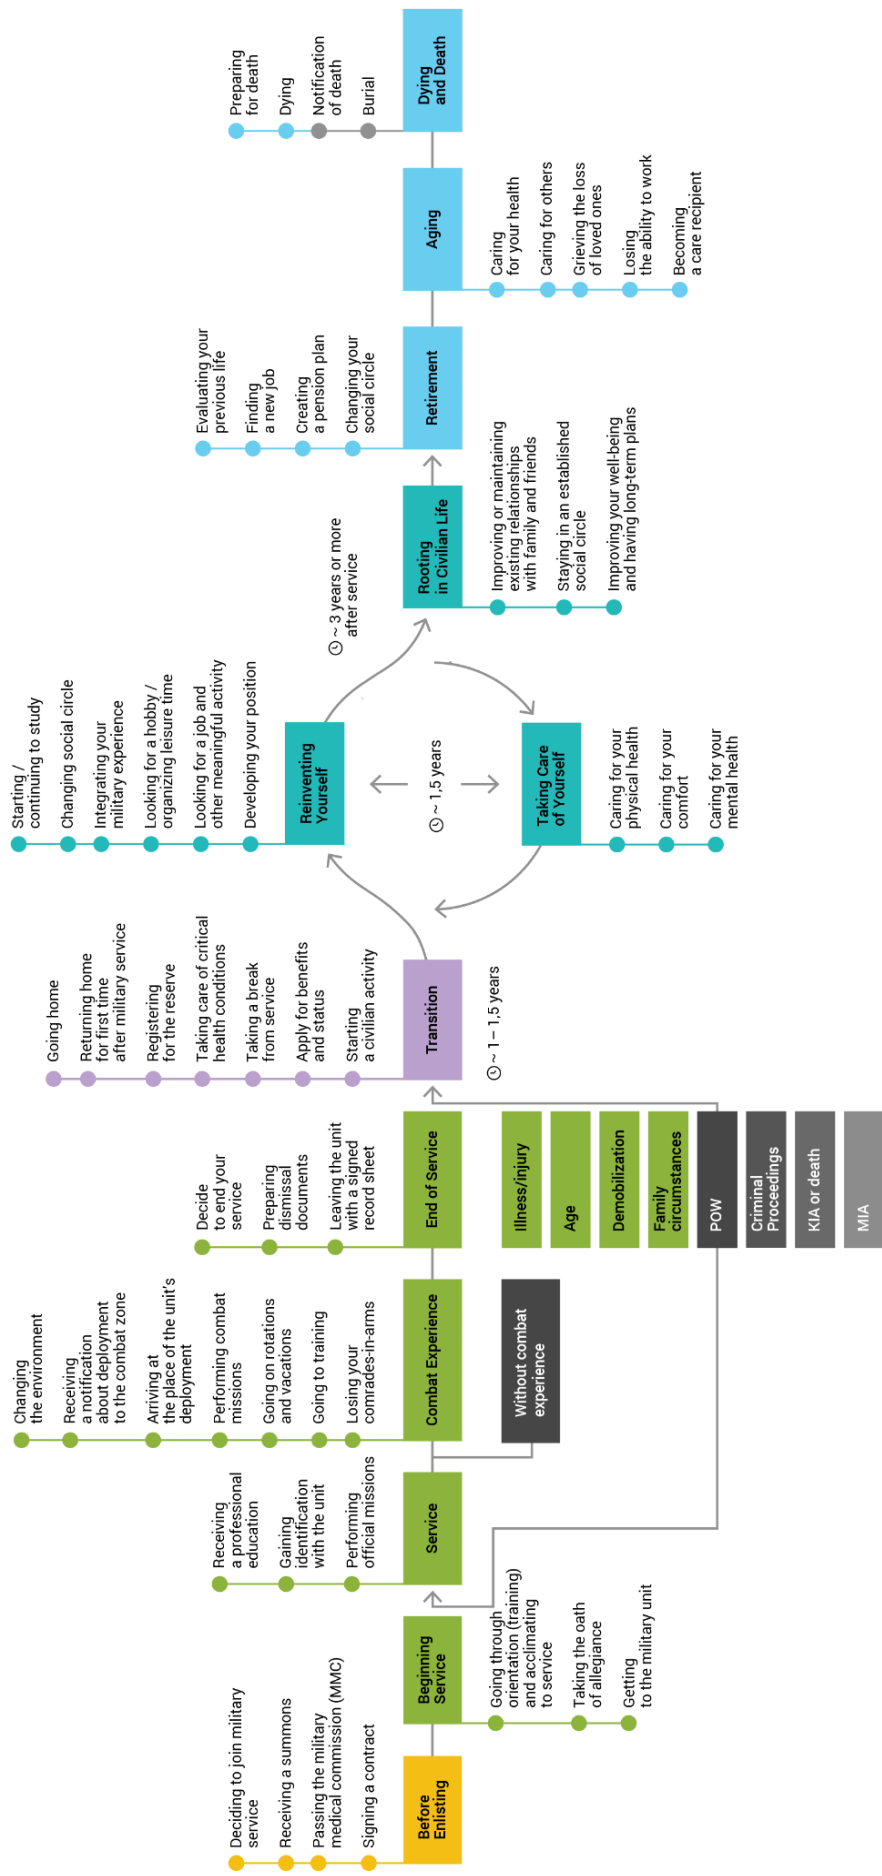 Deciding to join military
service
Receiving a summons
Passing the military
medical commission (MMC)
Signing a contract
Before
Enlisting
Beginning
Service
Going through
orientation (training)
and acclimating
to service
Taking the oath
of allegiance
Getting
to the military unit
Receiving
a professional
education
Gaining
identification
with the unit
Performing
official missions
Service
Changing
the environment
Receiving
a notification
about deployment
to the combat zone
Arriving at
the place of the unit's
deployment
Performing combat
missions
Going on rotations
and vacations
Going to training
Losing your
comrades-in-arms
Combat Experience
Without combat
experience
Decide
to end your
service
Preparing
dismissal
documents
Leaving the unit
with a signed
record sheet
End of Service
Illness/injury
Age
Demobilization
Family
circumstances
POW
Criminal
Proceedings
KIA or death
MIA
Going home
Returning home
for first time
after military service
Registering
for the reserve
Taking care of critical
health conditions
Taking a break
from service
Apply for benefits
and status
Starting
a civilian activity
Transition
~ 1 – 1,5 years
Starting /
continuing to study
Changing social circle
Integrating your
military experience
Looking for a hobby /
organizing leisure time
Looking for a job and
other meaningful activity
Developing your position
Reinventing
Yourself
~ 1,5 years
Taking Care
of Yourself
Caring for your
physical health
Caring for your
comfort
Caring for your
mental health
~ 3 years or more
after service
Rooting
in Civilian Life
Improving or maintaining
existing relationships
with family and friends
Staying in an established
social circle
Improving your well-being
and having long-term plans
Evaluating your
previous life
Finding
a new job
Creating
a pension plan
Changing your
social circle
Retirement
Aging
Caring
for your health
Caring for others
Grieving the loss
of loved ones
Losing
the ability to work
Becoming
a care recipient
Preparing
for death
Dying
Notification
of death
Burial
Dying
and Death